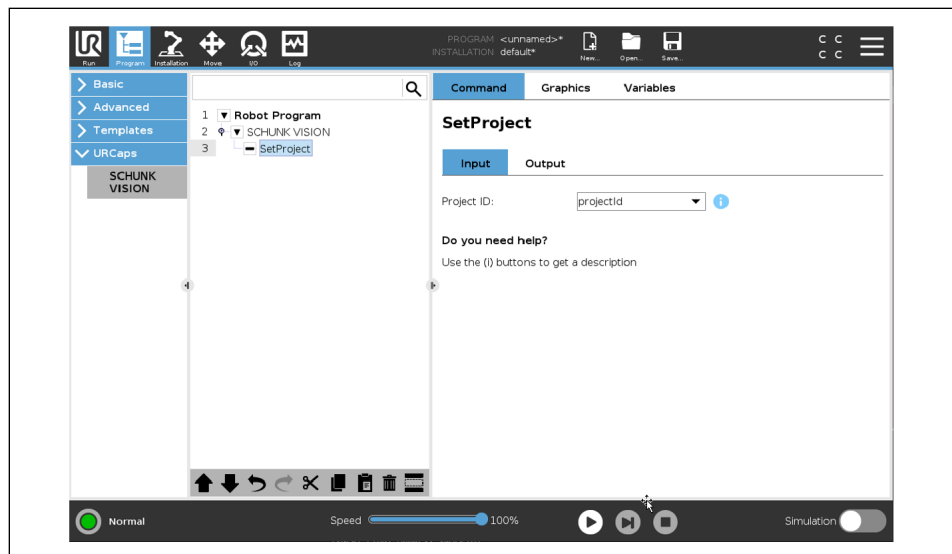 UR
PROGRAM <unnamed>*
INSTALLATION default*
C C
C C
Run Program Installation Move I/O Log New... Open... Save...
Basic
Advanced
Templates
URCaps
SCHUNK
VISION
1 Robot Program
2 SCHUNK VISION
3 SetProject
Command Graphics Variables
SetProject
Input Output
Project ID: projectId i
Do you need help?
Use the (i) buttons to get a description
Normal Speed 100% Simulation